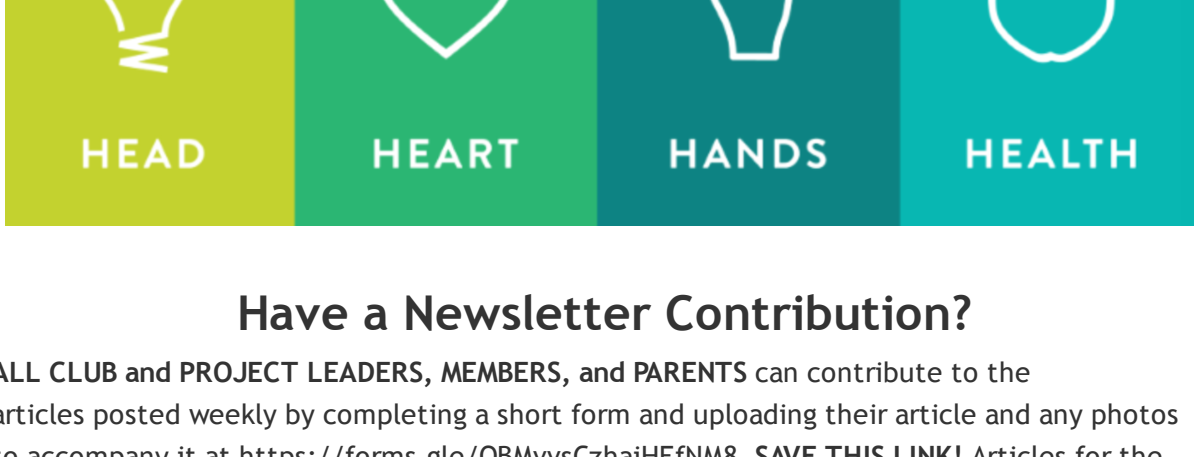 HEAD HEART HANDS HEALTH
Have a Newsletter Contribution?
ALL CLUB and PROJECT LEADERS, MEMBERS, and PARENTS can contribute to the
articles posted weekly by completing a short form and uploading their article and any photos
to accompany it at SAVE THIS LINK! Articles for the